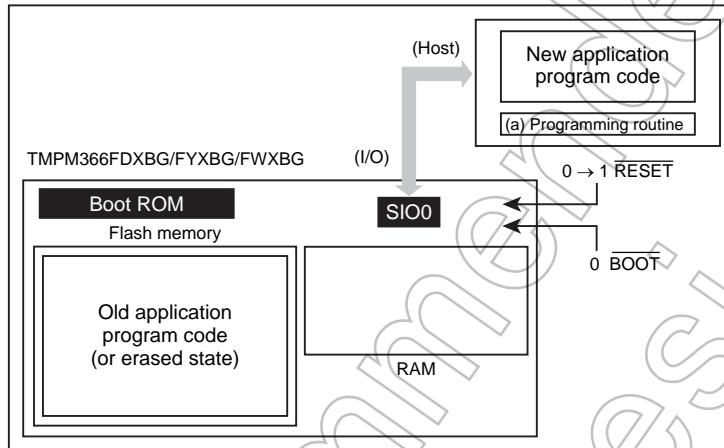 (Host)
New application
program code
(a) Programming routine
TMPM366FDXBG/FYXBG/FWXBG
(I/O)
0 → 1 RESET
Boot ROM
SIO0
Flash memory
0 BOOT
Old application
program code
(or erased state)
RAM